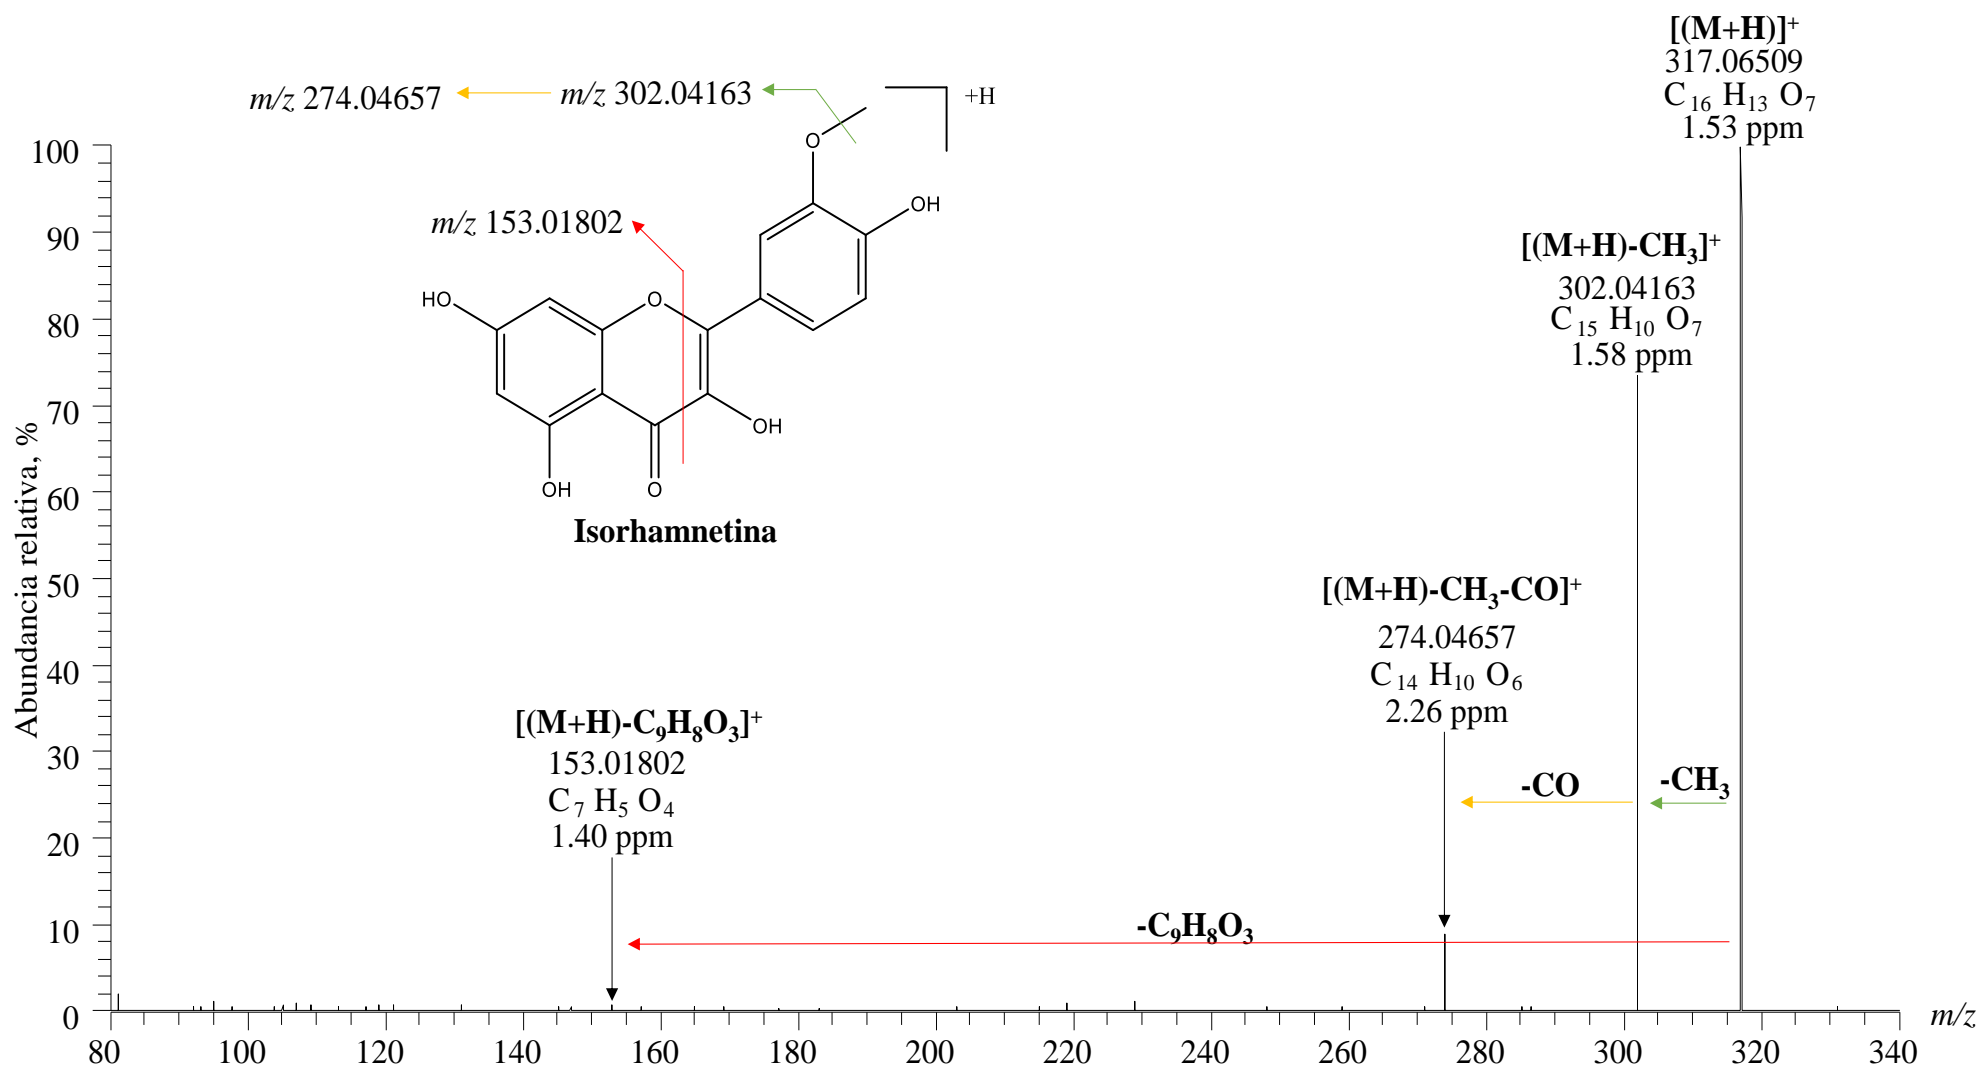 [(M+H)]⁺
317.06509
C₁₆ H₁₃ O₇
1.53 ppm
m/z 274.04657
m/z 302.04163
+H
O
OH
m/z 153.01802
HO
O
OH
OH
O
Isorhamnetina
[(M+H)-CH₃]⁺
302.04163
C₁₅ H₁₀ O₇
1.58 ppm
[(M+H)-CH₃-CO]⁺
274.04657
C₁₄ H₁₀ O₆
2.26 ppm
[(M+H)-C₉H₈O₃]⁺
153.01802
C₇ H₅ O₄
1.40 ppm
-CO
-CH₃
-C₉H₈O₃
Abundancia relativa, %
100
90
80
70
60
50
40
30
20
10
0
80 100 120 140 160 180 200 220 240 260 280 300 320 340
m/z